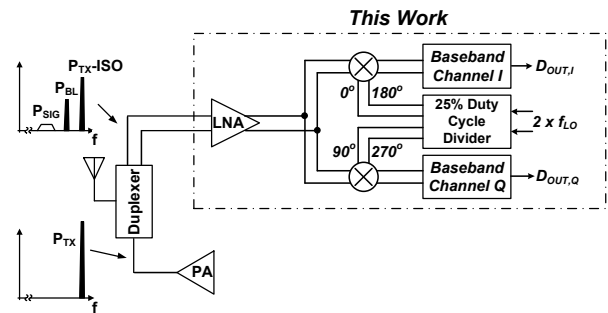 This Work
P_TX-ISO
P_BL
P_SIG
f
LNA
0° 180°
Baseband
Channel I
D_OUT,I
25% Duty
Cycle
Divider
2 x f_LO
90° 270°
Baseband
Channel Q
D_OUT,Q
Duplexer
P_TX
PA
f